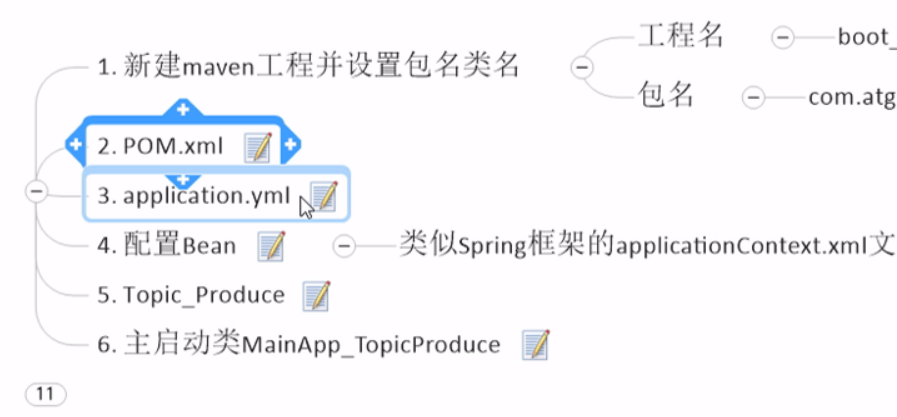 工程名
boot_
1. 新建maven工程并设置包名类名
包名
com.atg
2. POM.xml
3. application.yml
4. 配置Bean
类似Spring框架的applicationContext.xml文
5. Topic_Produce
6. 主启动类MainApp_TopicProduce
11